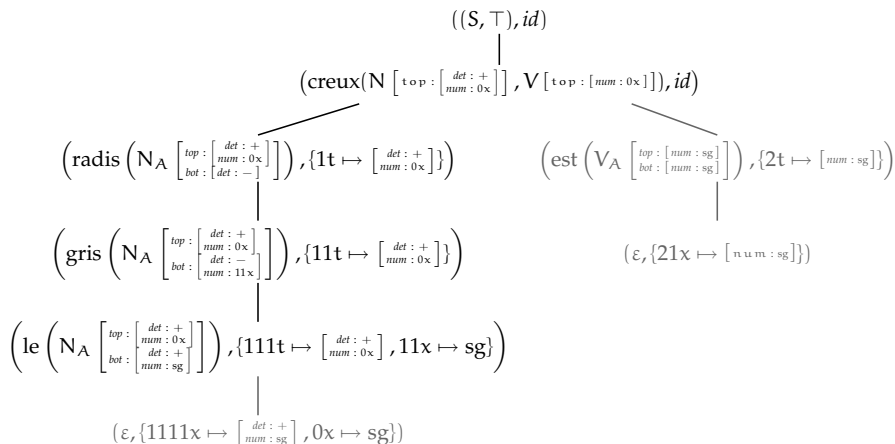 ((S, ⊤), id)
(creux(N [top : [det : + num : 0x]] , V [top : [num : 0x]]), id)
(radis (N_A [top : [det : + num : 0x] bot : [det : −]]) , {1t ↦ [det : + num : 0x]})
(est (V_A [top : [num : sg] bot : [num : sg]]) , {2t ↦ [num : sg]})
(gris (N_A [top : [det : + num : 0x] bot : [det : − num : 11x]]) , {11t ↦ [det : + num : 0x]})
(ε, {21x ↦ [num : sg]})
(le (N_A [top : [det : + num : 0x] bot : [det : + num : sg]]) , {111t ↦ [det : + num : 0x] , 11x ↦ sg})
(ε, {1111x ↦ [det : + num : sg] , 0x ↦ sg})